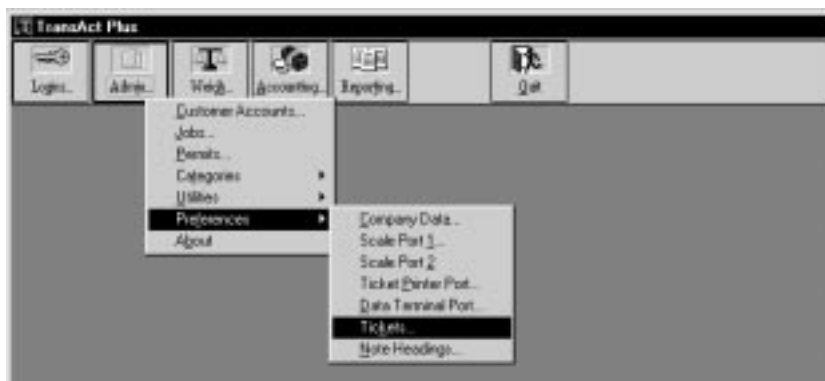 TransAct Plus
Logins... Admin... Weigh... Accounting... Reporting... Quit
Customer Accounts...
Jobs...
Permits...
Categories
Utilities
Preferences
About
Company Data...
Scale Port 1...
Scale Port 2
Ticket Printer Port...
Data Terminal Port...
Tickets...
Note Headings...